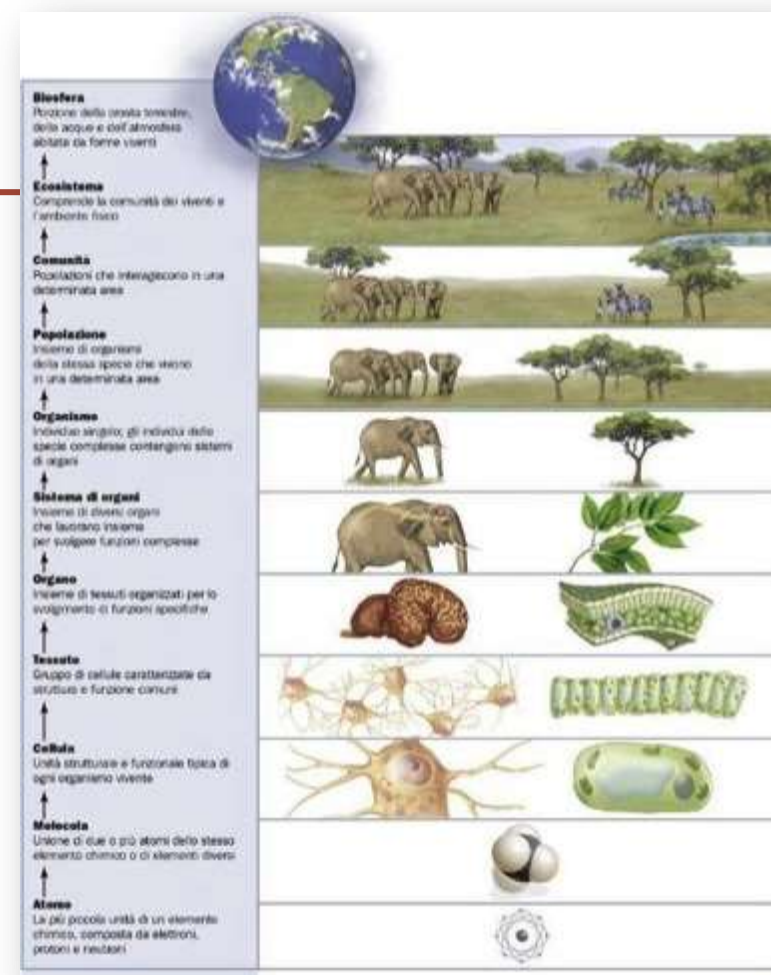 Biosfera
Porzione della crosta terrestre,
delle acque e dell'atmosfera
abitata da forme viventi
Ecosistema
Comprende la comunità dei viventi e
l'ambiente fisico
Comunità
Popolazioni che interagiscono in una
determinata area
Popolazione
Insieme di organismi
della stessa specie che vivono
in una determinata area
Organismo
Individuo singolo; gli individui delle
specie complesse contengono sistemi
di organi
Sistema di organi
Insieme di diversi organi
che lavorano insieme
per svolgere funzioni complesse
Organo
Insieme di tessuti organizzati per lo
svolgimento di funzioni specifiche
Tessuto
Gruppo di cellule caratterizzate da
struttura e funzione comuni
Cellula
Unità strutturale e funzionale tipica di
ogni organismo vivente
Molecola
Unione di due o più atomi dello stesso
elemento chimico o di elementi diversi
Atomo
La più piccola unità di un elemento
chimico, composta da elettroni,
protoni e neutroni